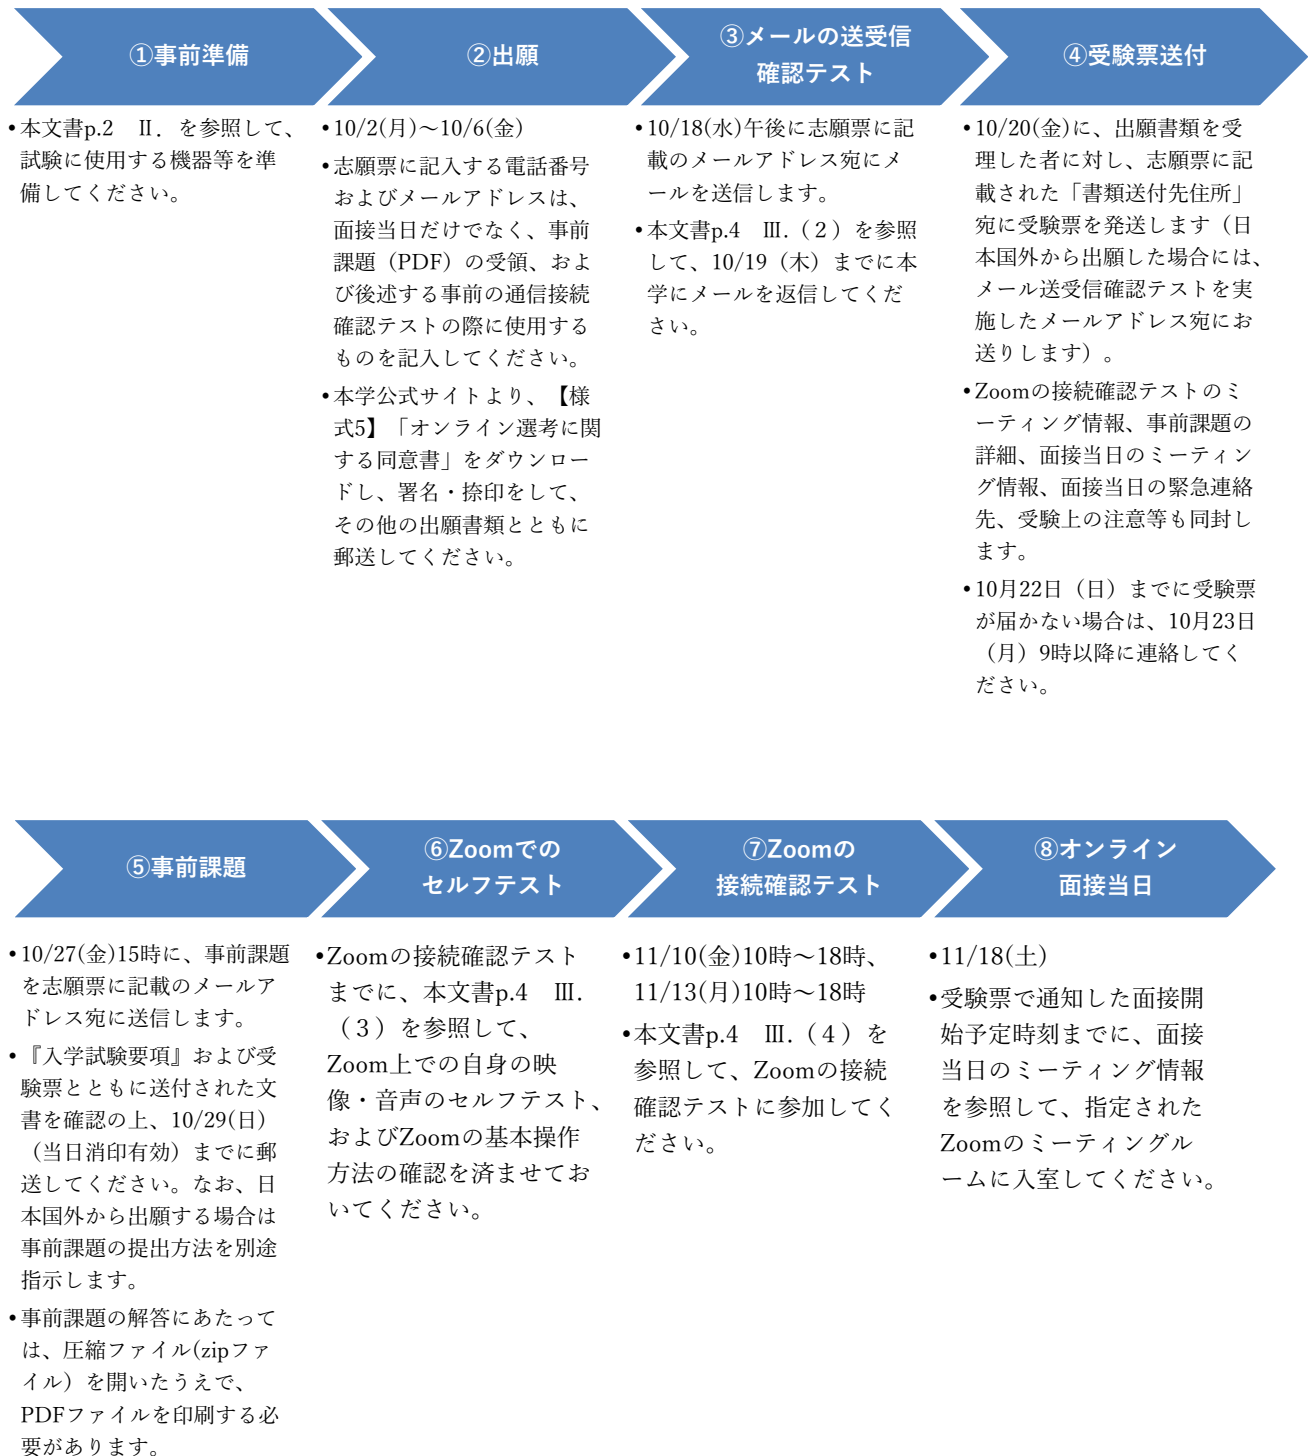 ①事前準備
②出願
③メールの送受信
確認テスト
④受験票送付
•本文書p.2　Ⅱ．を参照して、
試験に使用する機器等を準
備してください。
•10/2(月)～10/6(金)
•志願票に記入する電話番号
およびメールアドレスは、
面接当日だけでなく、事前
課題（PDF）の受領、およ
び後述する事前の通信接続
確認テストの際に使用する
ものを記入してください。
•本学公式サイトより、【様
式5】「オンライン選考に関
する同意書」をダウンロー
ドし、署名・捺印をして、
その他の出願書類とともに
郵送してください。
•10/18(水)午後に志願票に記
載のメールアドレス宛にメ
ールを送信します。
•本文書p.4　Ⅲ.（２）を参照
して、10/19（木）までに本
学にメールを返信してくだ
さい。
•10/20(金)に、出願書類を受
理した者に対し、志願票に記
載された「書類送付先住所」
宛に受験票を発送します（日
本国外から出願した場合には、
メール送受信確認テストを実
施したメールアドレス宛にお
送りします）。
•Zoomの接続確認テストのミ
ーティング情報、事前課題の
詳細、面接当日のミーティン
グ情報、面接当日の緊急連絡
先、受験上の注意等も同封し
ます。
•10月22日（日）までに受験票
が届かない場合は、10月23日
（月）9時以降に連絡してく
ださい。
⑤事前課題
⑥Zoomでの
セルフテスト
⑦Zoomの
接続確認テスト
⑧オンライン
面接当日
•10/27(金)15時に、事前課題
を志願票に記載のメールア
ドレス宛に送信します。
•『入学試験要項』および受
験票とともに送付された文
書を確認の上、10/29(日)
（当日消印有効）までに郵
送してください。なお、日
本国外から出願する場合は
事前課題の提出方法を別途
指示します。
•事前課題の解答にあたって
は、圧縮ファイル(zipファ
イル）を開いたうえで、
PDFファイルを印刷する必
要があります。
•Zoomの接続確認テスト
までに、本文書p.4　Ⅲ.
（３）を参照して、
Zoom上での自身の映
像・音声のセルフテスト、
およびZoomの基本操作
方法の確認を済ませてお
いてください。
•11/10(金)10時～18時、
11/13(月)10時～18時
•本文書p.4　Ⅲ.（４）を
参照して、Zoomの接続
確認テストに参加してく
ださい。
•11/18(土)
•受験票で通知した面接開
始予定時刻までに、面接
当日のミーティング情報
を参照して、指定された
Zoomのミーティングル
ームに入室してください。